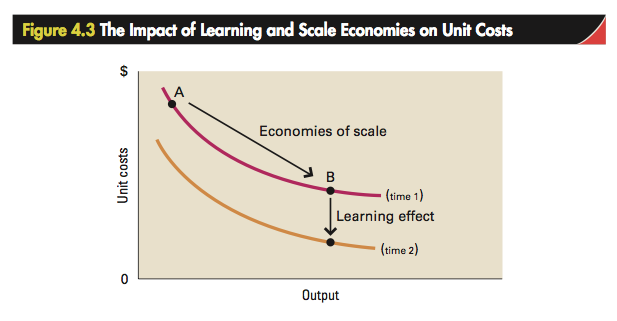 Figure 4.3 The Impact of Learning and Scale Economies on Unit Costs
$
A
Economies of scale
B
(time 1)
Learning effect
(time 2)
Unit costs
0
Output